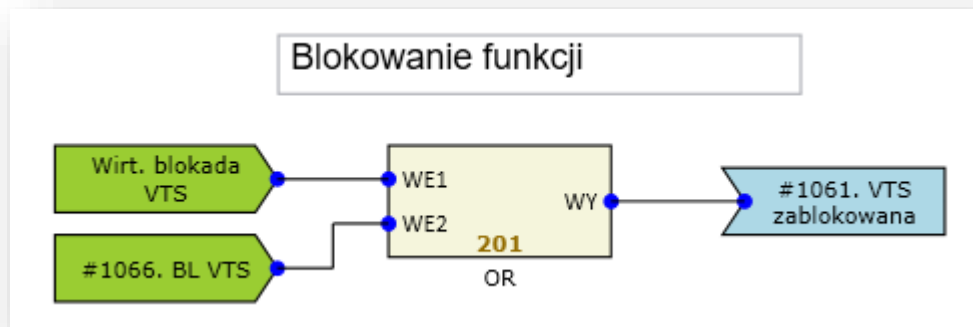 Blokowanie funkcji
Wirt. blokada
VTS
#1066. BL VTS
WE1
WE2
WY
201
OR
#1061. VTS
zablokowana